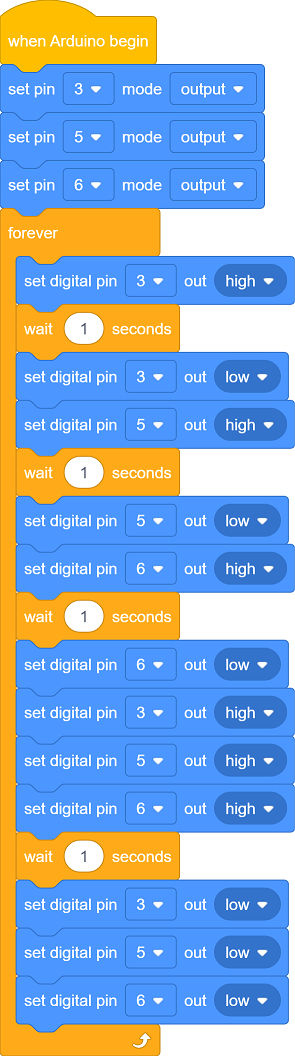 when Arduino begin
set pin 3 mode output
set pin 5 mode output
set pin 6 mode output
forever
set digital pin 3 out high
wait 1 seconds
set digital pin 3 out low
set digital pin 5 out high
wait 1 seconds
set digital pin 5 out low
set digital pin 6 out high
wait 1 seconds
set digital pin 6 out low
set digital pin 3 out high
set digital pin 5 out high
set digital pin 6 out high
wait 1 seconds
set digital pin 3 out low
set digital pin 5 out low
set digital pin 6 out low